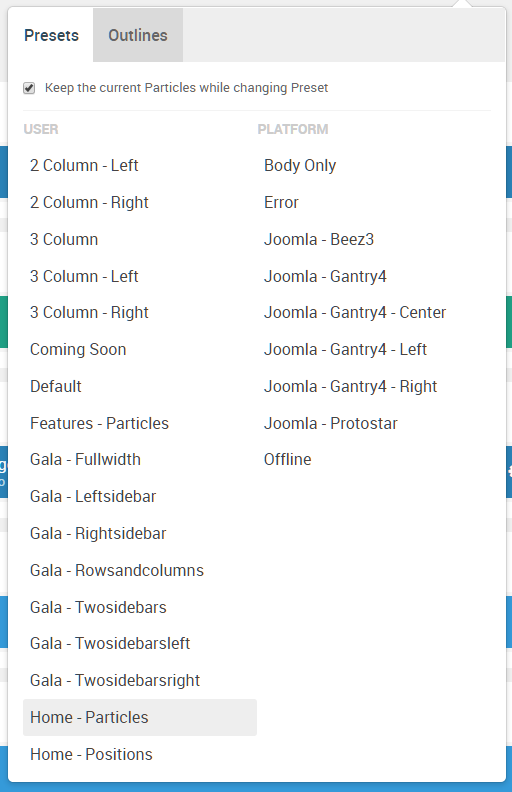 Presets
Outlines
Keep the current Particles while changing Preset
USER
2 Column - Left
2 Column - Right
3 Column
3 Column - Left
3 Column - Right
Coming Soon
Default
Features - Particles
Gala - Fullwidth
Gala - Leftsidebar
Gala - Rightsidebar
Gala - Rowsandcolumns
Gala - Twosidebars
Gala - Twosidebarsleft
Gala - Twosidebarsright
Home - Particles
Home - Positions
PLATFORM
Body Only
Error
Joomla - Beez3
Joomla - Gantry4
Joomla - Gantry4 - Center
Joomla - Gantry4 - Left
Joomla - Gantry4 - Right
Joomla - Protostar
Offline